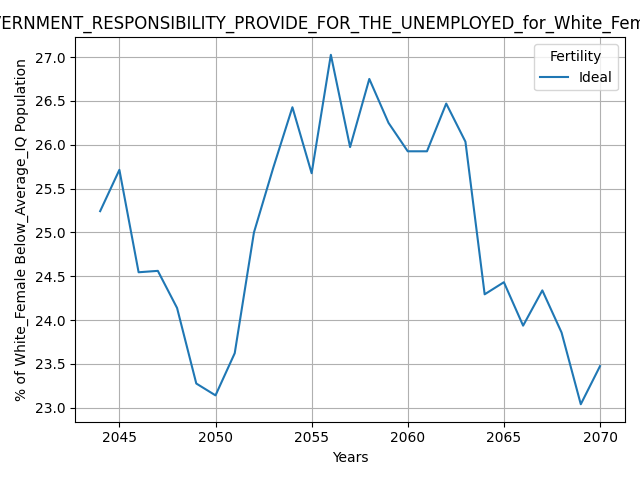 VERNMENT_RESPONSIBILITY_PROVIDE_FOR_THE_UNEMPLOYED_for_White_Fem
Fertility
Ideal
% of White_Female Below_Average_IQ Population
27.0
26.5
26.0
25.5
25.0
24.5
24.0
23.5
23.0
2045 2050 2055 2060 2065 2070
Years